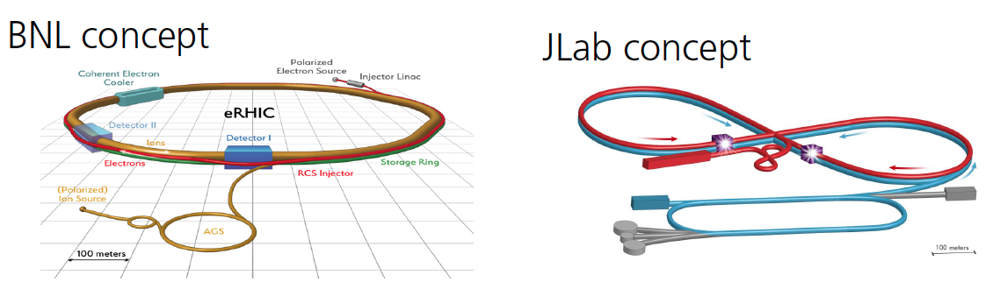 BNL concept
Polarized
Electron Source
Injector Linac
Coherent Electron
Cooler
eRHIC
Detector II
Ions
Detector I
Electrons
Storage Ring
RCS Injector
(Polarized)
Ion Source
AGS
100 meters
JLab concept
100 meters